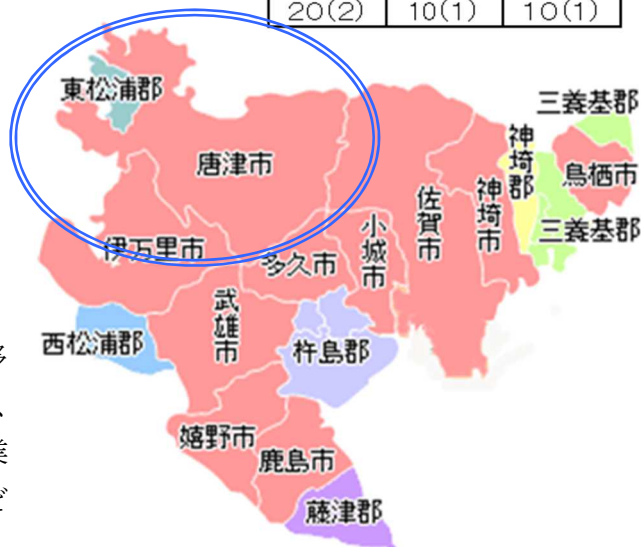 20(2) 10(1) 10(1)
東松浦郡
三養基郡
神埼郡
唐津市
鳥栖市
神埼市
佐賀市
小城市
三養基郡
伊万里市
多久市
武雄市
西松浦郡
杵島郡
嬉野市
鹿島市
藤津郡